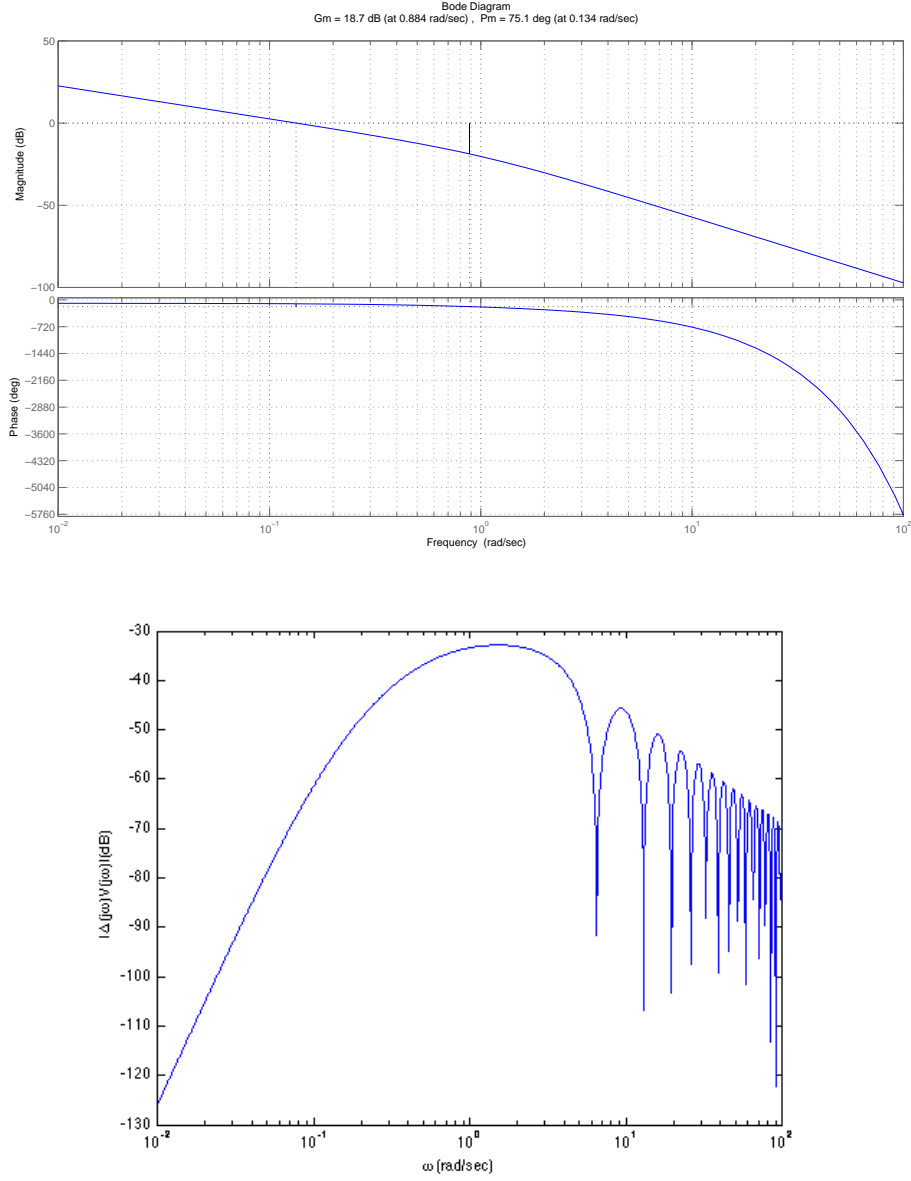 Bode Diagram
Gm = 18.7 dB (at 0.884 rad/sec) , Pm = 75.1 deg (at 0.134 rad/sec)
50
0
−50
−100
Magnitude (dB)
0
−720
−1440
−2160
−2880
−3600
−4320
−5040
−5760
Phase (deg)
10^-2 10^-1 10^0 10^1 10^2
Frequency (rad/sec)
-30
-40
-50
-60
-70
-80
-90
-100
-110
-120
-130
|Δ(jω)V(jω)|(dB)
10^-2 10^-1 10^0 10^1 10^2
ω (rad/sec)